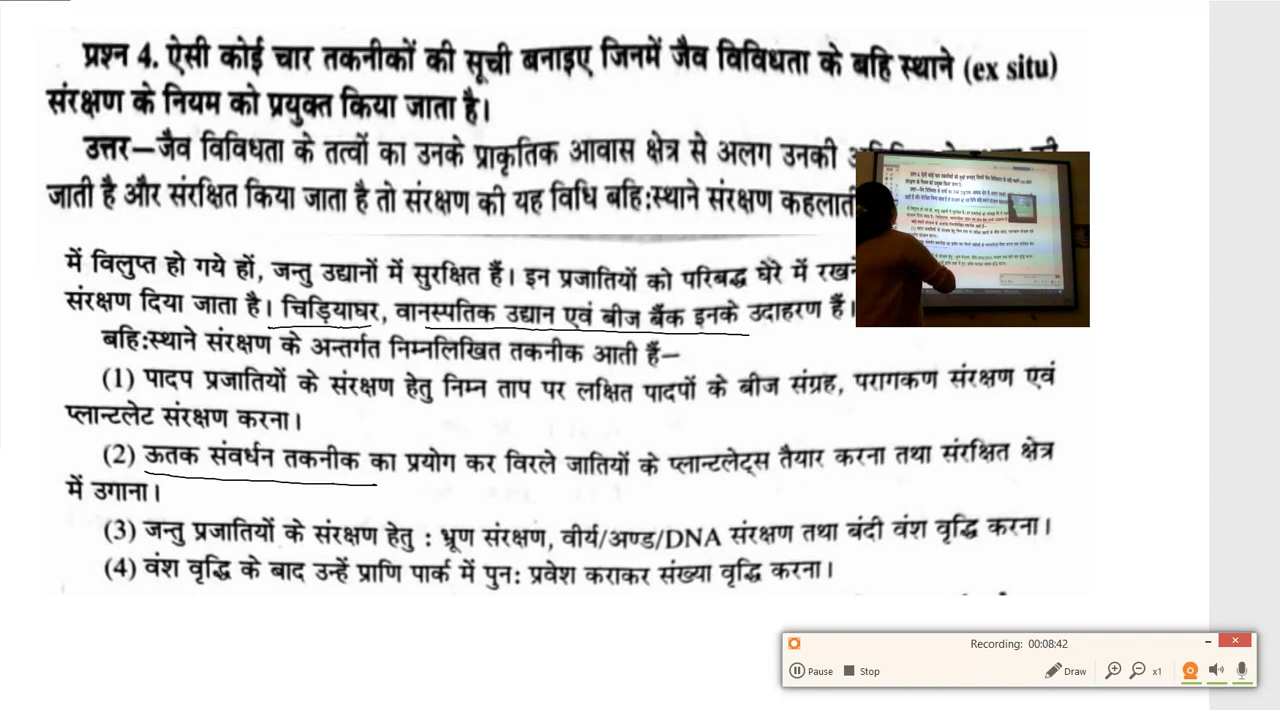 प्रश्न 4. ऐसी कोई चार तकनीकों की सूची बनाइए जिनमें जैव विविधता के बहि स्थाने (ex situ)
संरक्षण के नियम को प्रयुक्त किया जाता है।
उत्तर—जैव विविधता के तत्वों का उनके प्राकृतिक आवास क्षेत्र से अलग उनकी
जाती है और संरक्षित किया जाता है तो संरक्षण की यह विधि बहि:स्थाने संरक्षण कहलाती
में विलुप्त हो गये हों, जन्तु उद्यानों में सुरक्षित हैं। इन प्रजातियों को परिबद्ध घेरे में रखने
संरक्षण दिया जाता है। चिड़ियाघर, वानस्पतिक उद्यान एवं बीज बैंक इनके उदाहरण हैं।
बहि:स्थाने संरक्षण के अन्तर्गत निम्नलिखित तकनीक आती हैं—
(1) पादप प्रजातियों के संरक्षण हेतु निम्न ताप पर लक्षित पादपों के बीज संग्रह, परागकण संरक्षण एवं
प्लान्टलेट संरक्षण करना।
(2) ऊतक संवर्धन तकनीक का प्रयोग कर विरले जातियों के प्लान्टलेट्स तैयार करना तथा संरक्षित क्षेत्र
में उगाना।
(3) जन्तु प्रजातियों के संरक्षण हेतु : भ्रूण संरक्षण, वीर्य/अण्ड/DNA संरक्षण तथा बंदी वंश वृद्धि करना।
(4) वंश वृद्धि के बाद उन्हें प्राणि पार्क में पुन: प्रवेश कराकर संख्या वृद्धि करना।
Recording: 00:08:42
Pause Stop Draw x1